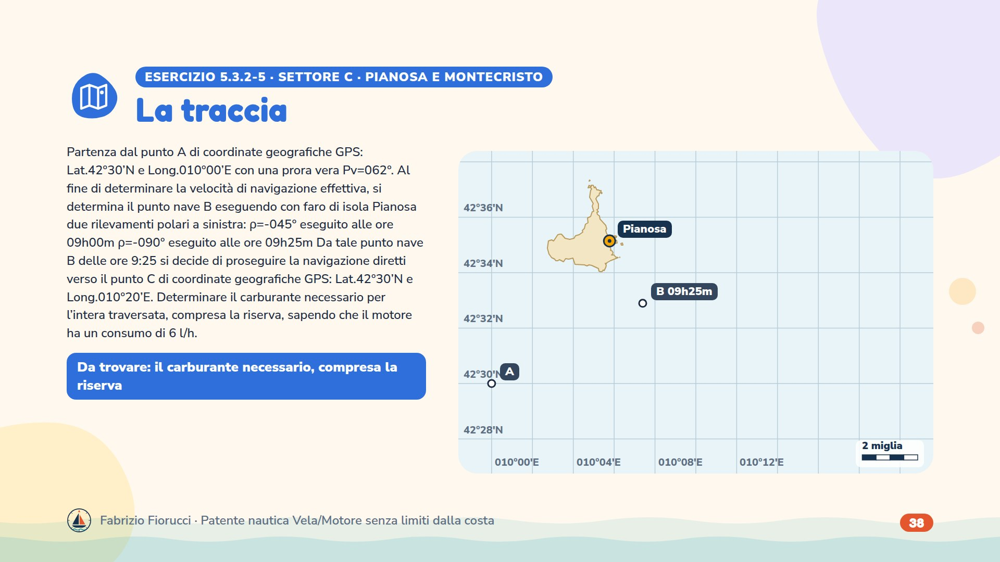 ESERCIZIO 5.3.2-5 · SETTORE C · PIANOSA E MONTECRISTO
La traccia
Partenza dal punto A di coordinate geografiche GPS:
Lat.42°30’N e Long.010°00’E con una prora vera Pv=062°. Al
fine di determinare la velocità di navigazione effettiva, si
determina il punto nave B eseguendo con faro di isola Pianosa
due rilevamenti polari a sinistra: ρ=-045° eseguito alle ore
09h00m ρ=-090° eseguito alle ore 09h25m Da tale punto nave
B delle ore 9:25 si decide di proseguire la navigazione diretti
verso il punto C di coordinate geografiche GPS: Lat.42°30’N e
Long.010°20’E. Determinare il carburante necessario per
l’intera traversata, compresa la riserva, sapendo che il motore
ha un consumo di 6 l/h.
Da trovare: il carburante necessario, compresa la
riserva
42°36'N
Pianosa
42°34'N
B 09h25m
42°32'N
42°30'N
A
42°28'N
2 miglia
010°00'E
010°04'E
010°08'E
010°12'E
Fabrizio Fiorucci · Patente nautica Vela/Motore senza limiti dalla costa
38